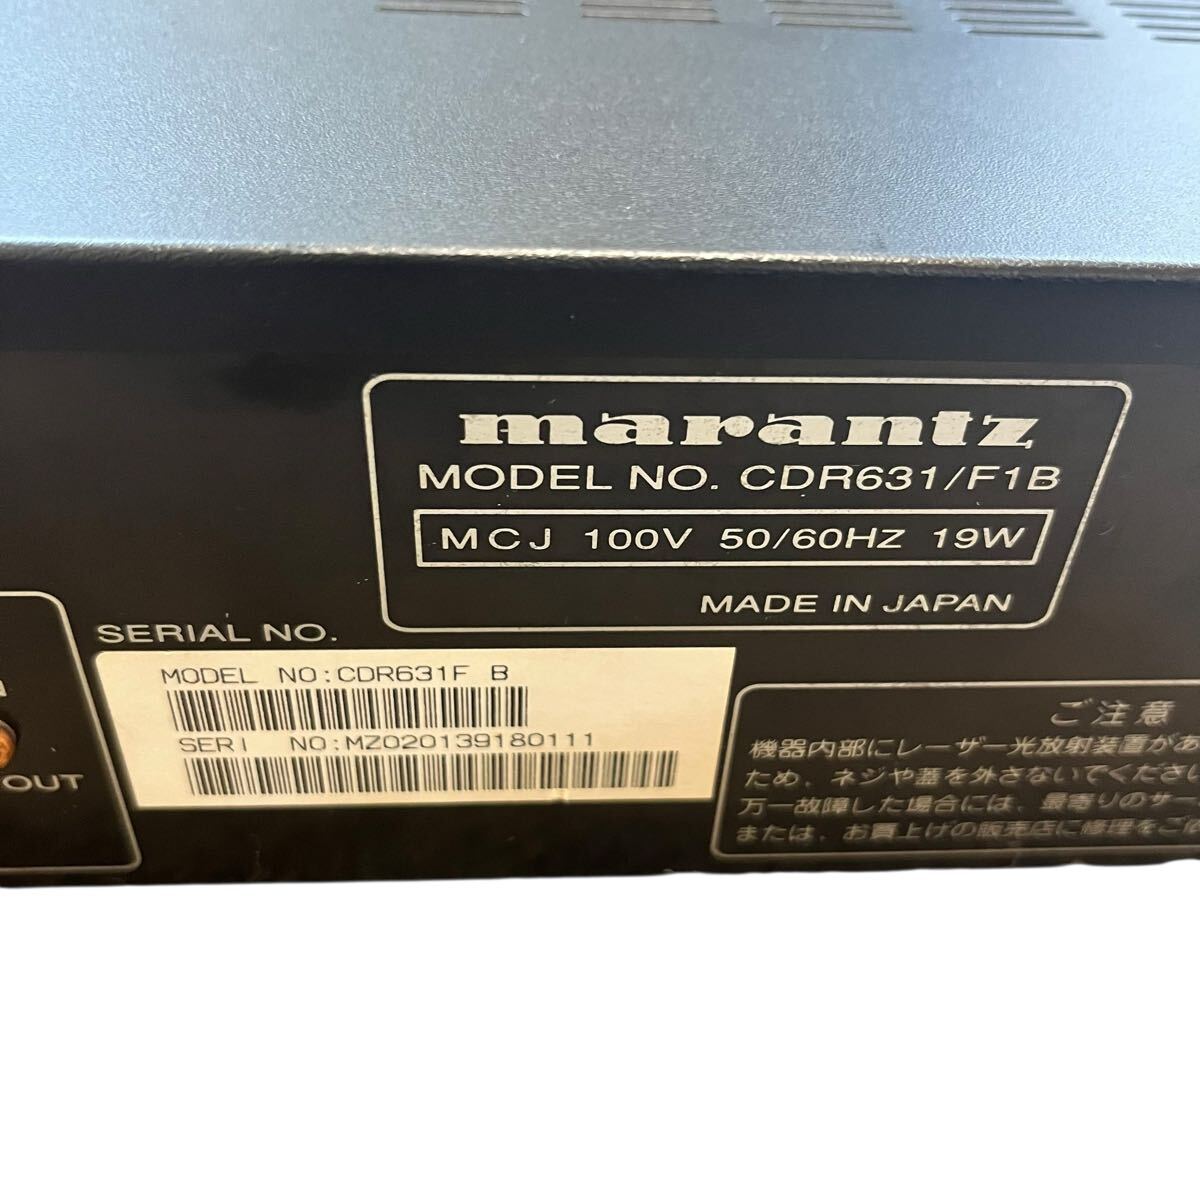 marantz
MODEL NO. CDR631/F1B
MCJ 100V 50/60HZ 19W
MADE IN JAPAN
SERIAL NO.
MODEL NO:CDR631F B
SERI NO:MZ020139180111
OUT
ご注意
機器内部にレーザー光放射装置があ
ため、ネジや蓋を外さないでくださ
万一故障した場合には、最寄りのサー
または、お買上げの販売店に修理をご